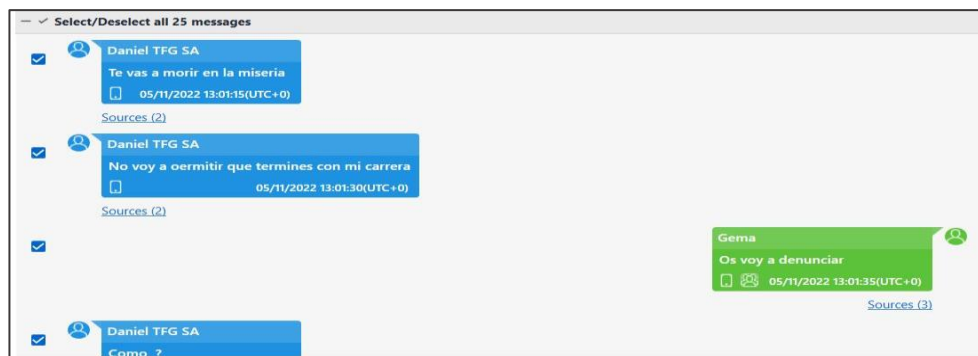 Select/Deselect all 25 messages
Daniel TFG SA
Te vas a morir en la miseria
05/11/2022 13:01:15(UTC+0)
Sources (2)
Daniel TFG SA
No voy a oermitir que termines con mi carrera
05/11/2022 13:01:30(UTC+0)
Sources (2)
Gema
Os voy a denunciar
05/11/2022 13:01:35(UTC+0)
Sources (3)
Daniel TFG SA
Como ?